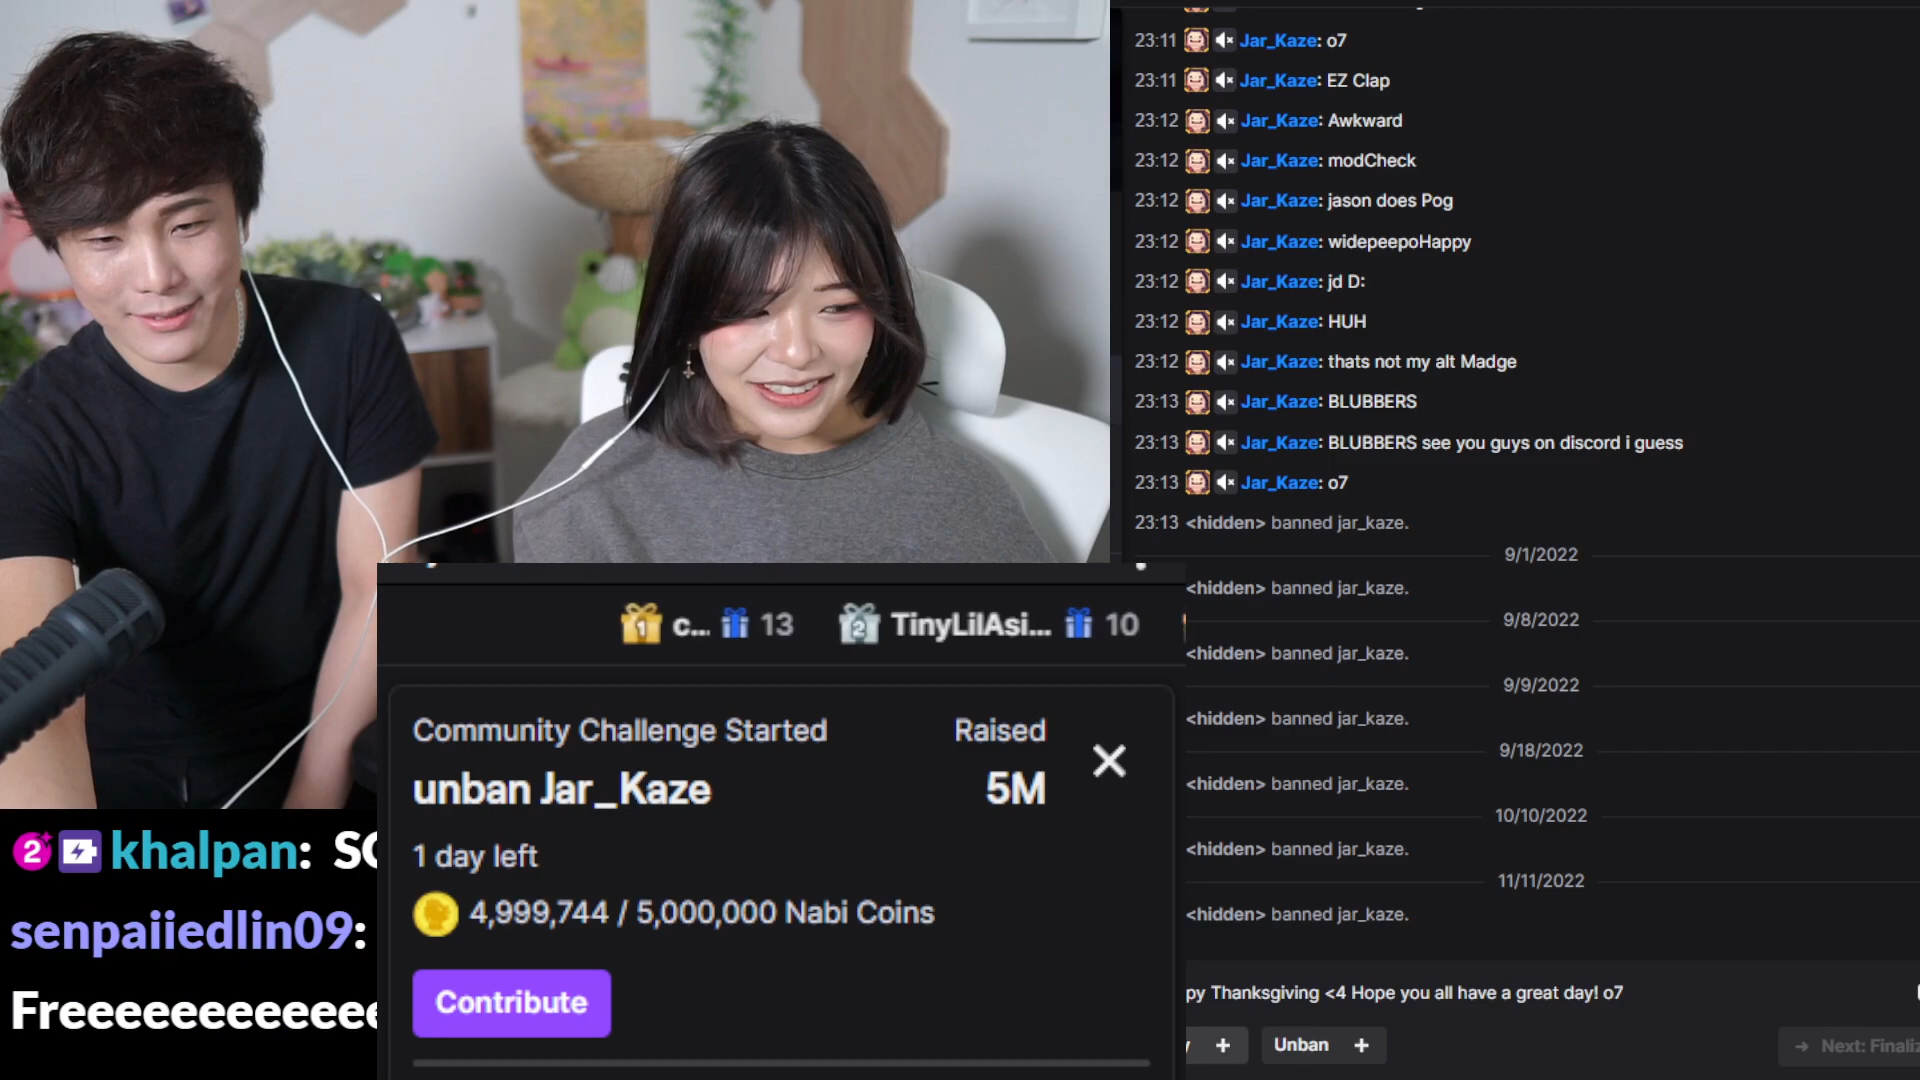 23:11 Jar_Kaze: o7
23:11 Jar_Kaze: EZ Clap
23:12 Jar_Kaze: Awkward
23:12 Jar_Kaze: modCheck
23:12 Jar_Kaze: jason does Pog
23:12 Jar_Kaze: widepeepoHappy
23:12 Jar_Kaze: jd D:
23:12 Jar_Kaze: HUH
23:12 Jar_Kaze: thats not my alt Madge
23:13 Jar_Kaze: BLUBBERS
23:13 Jar_Kaze: BLUBBERS see you guys on discord i guess
23:13 Jar_Kaze: o7
23:13 <hidden> banned jar_kaze.
9/1/2022
<hidden> banned jar_kaze.
9/8/2022
<hidden> banned jar_kaze.
9/9/2022
<hidden> banned jar_kaze.
9/18/2022
<hidden> banned jar_kaze.
10/10/2022
<hidden> banned jar_kaze.
11/11/2022
<hidden> banned jar_kaze.
py Thanksgiving <4 Hope you all have a great day! o7
y + Unban + → Next: Finaliz
1 c... 13 2 TinyLilAsi... 10
Community Challenge Started Raised
unban Jar_Kaze 5M
1 day left
4,999,744 / 5,000,000 Nabi Coins
Contribute
2 khalpan: SC
senpaiiedlin09:
Freeeeeeeeeeee